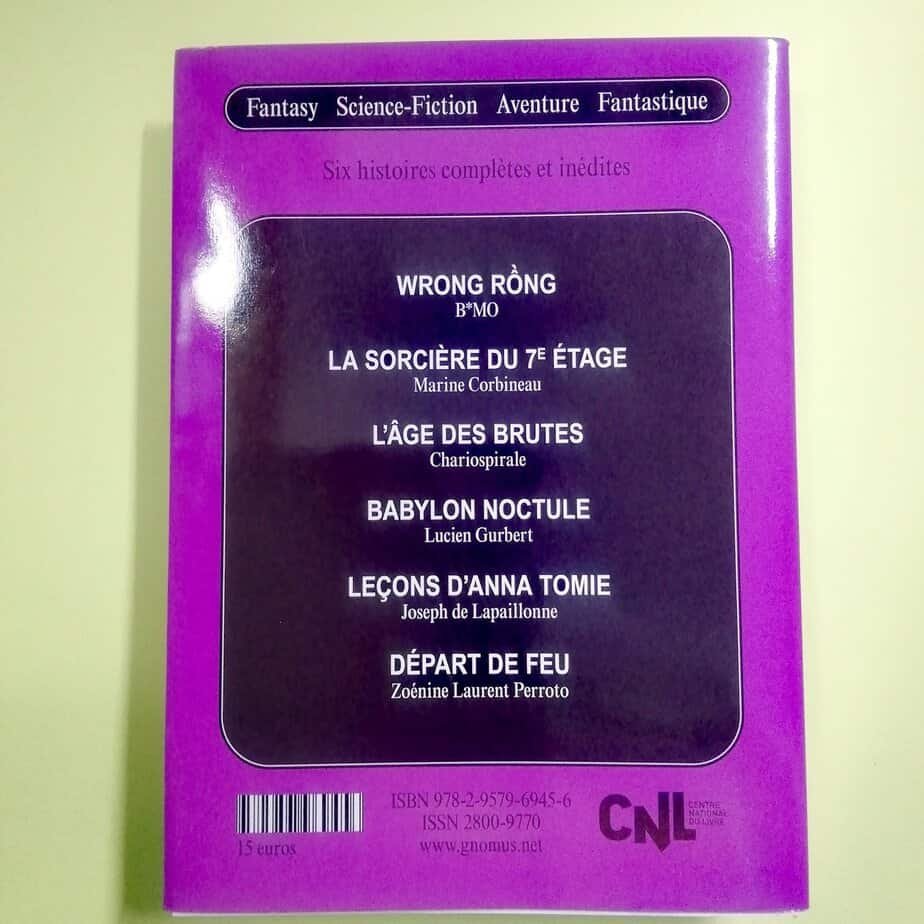 Fantasy Science-Fiction Aventure Fantastique
Six histoires complètes et inédites
WRONG RỒNG
B*MO
LA SORCIÈRE DU 7E ÉTAGE
Marine Corbineau
L'ÂGE DES BRUTES
Chariospirale
BABYLON NOCTULE
Lucien Gurbert
LEÇONS D'ANNA TOMIE
Joseph de Lapaillonne
DÉPART DE FEU
Zoénine Laurent Perroto
ISBN 978-2-9579-6945-6
ISSN 2800-9770
www.gnomus.net
15 euros
CNL
CENTRE
NATIONAL
DU LIVRE